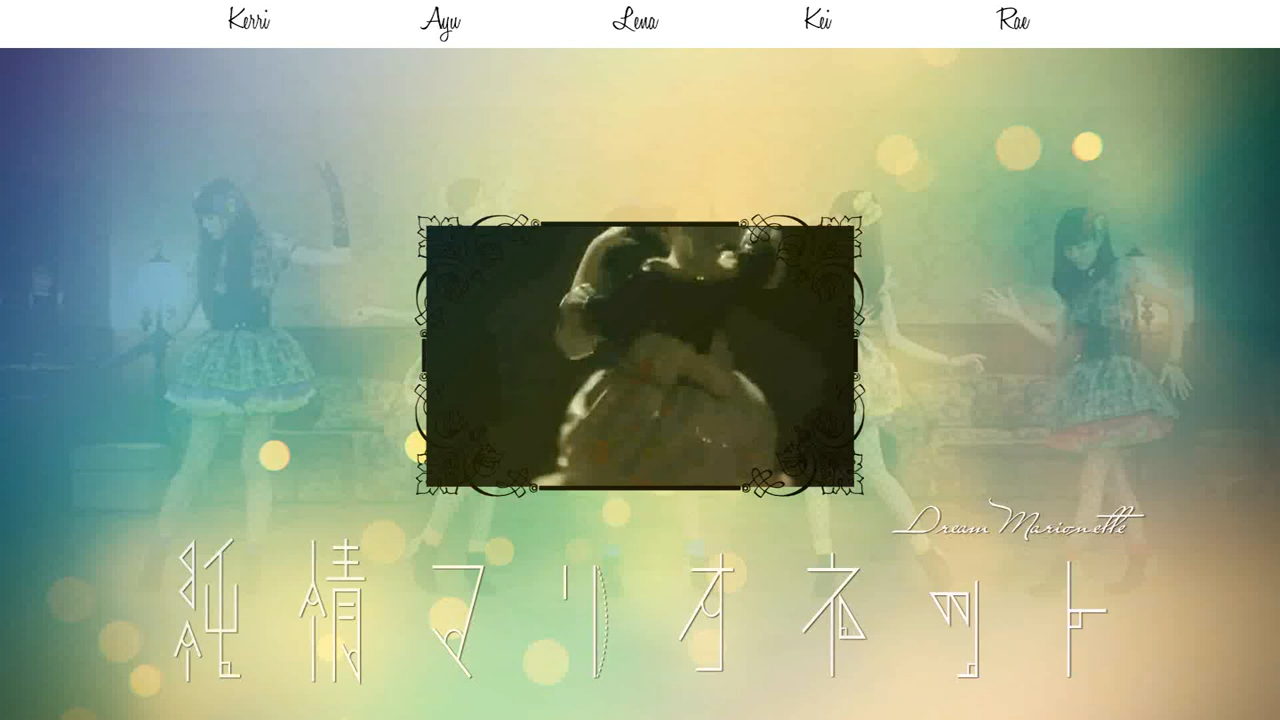 Kerri Ayu Lena Kei Rae
Dream Marionette
純情マリオネット